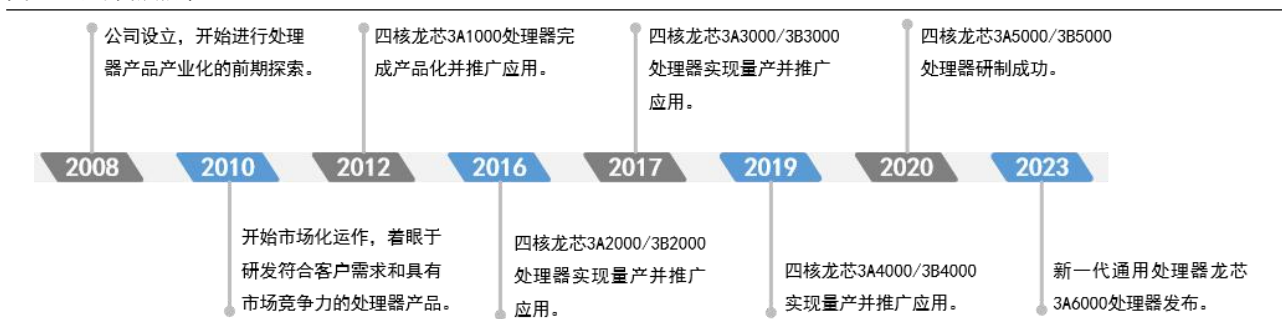 公司设立，开始进行处理
器产品产业化的前期探索。
四核龙芯3A1000处理器完
成产品化并推广应用。
四核龙芯3A3000/3B3000
处理器实现量产并推广
应用。
四核龙芯3A5000/3B5000
处理器研制成功。
2008
2010
2012
2016
2017
2019
2020
2023
开始市场化运作，着眼于
研发符合客户需求和具有
市场竞争力的处理器产品。
四核龙芯3A2000/3B2000
处理器实现量产并推广
应用。
四核龙芯3A4000/3B4000
实现量产并推广应用。
新一代通用处理器龙芯
3A6000处理器发布。